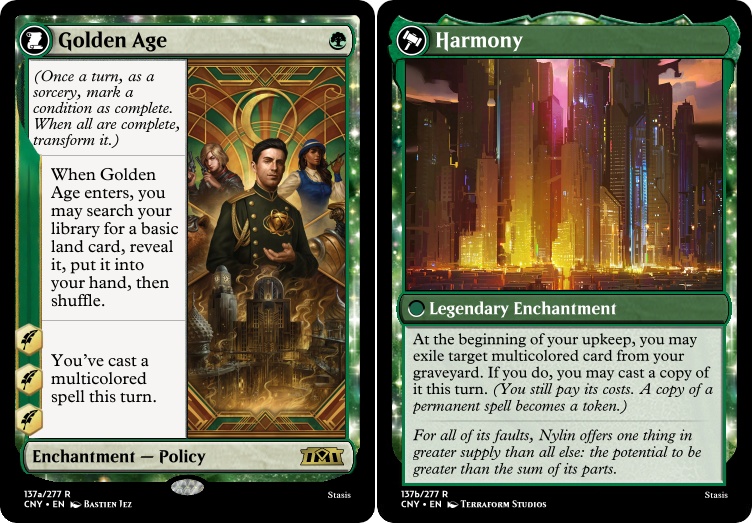 Golden Age
(Once a turn, as a
sorcery, mark a
condition as complete.
When all are complete,
transform it.)
When Golden
Age enters, you
may search your
library for a basic
land card, reveal
it, put it into
your hand, then
shuffle.
You've cast a
multicolored
spell this turn.
Enchantment — Policy
137a/277 R
CNY • EN Bastien Jez
Stasis
Harmony
Legendary Enchantment
At the beginning of your upkeep, you may
exile target multicolored card from your
graveyard. If you do, you may cast a copy of
it this turn. (You still pay its costs. A copy of a
permanent spell becomes a token.)
For all of its faults, Nylin offers one thing in
greater supply than all else: the potential to be
greater than the sum of its parts.
137b/277 R
CNY • EN Terraform Studios
Stasis